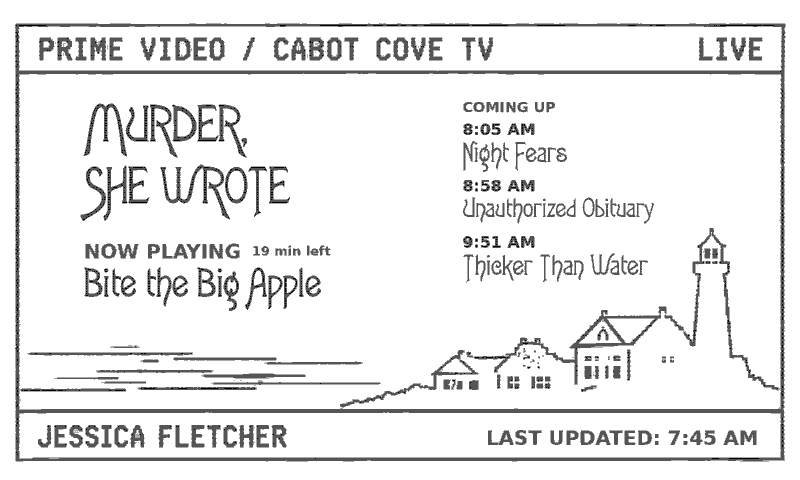 PRIME VIDEO / CABOT COVE TV
LIVE
MURDER,
SHE WROTE
NOW PLAYING 19 min left
Bite the Big Apple
COMING UP
8:05 AM
Night Fears
8:58 AM
Unauthorized Obituary
9:51 AM
Thicker Than Water
JESSICA FLETCHER
LAST UPDATED: 7:45 AM